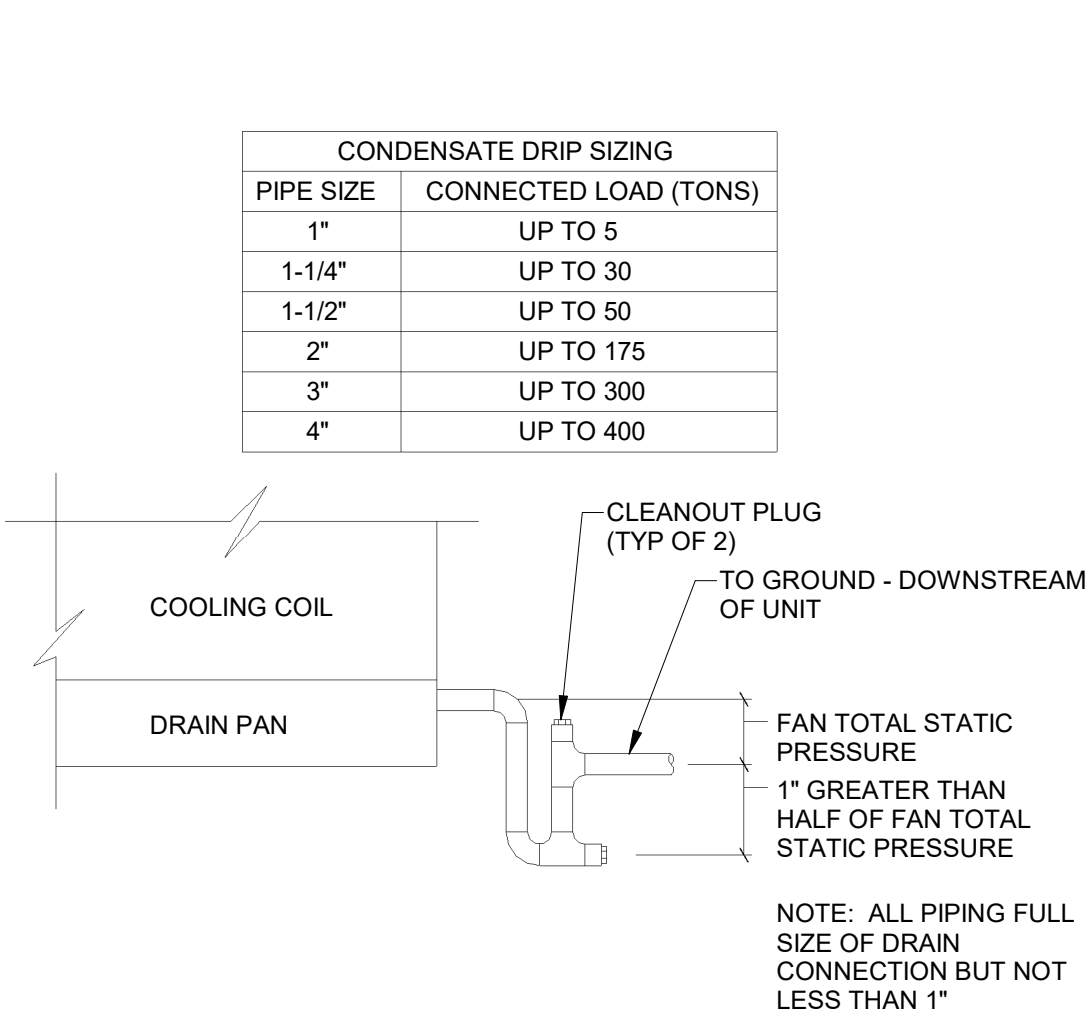 CONDENSATE DRIP SIZING
PIPE SIZE CONNECTED LOAD (TONS)
1" UP TO 5
1-1/4" UP TO 30
1-1/2" UP TO 50
2" UP TO 175
3" UP TO 300
4" UP TO 400
CLEANOUT PLUG
(TYP OF 2)
TO GROUND - DOWNSTREAM
OF UNIT
COOLING COIL
DRAIN PAN
FAN TOTAL STATIC
PRESSURE
1" GREATER THAN
HALF OF FAN TOTAL
STATIC PRESSURE
NOTE: ALL PIPING FULL
SIZE OF DRAIN
CONNECTION BUT NOT
LESS THAN 1"